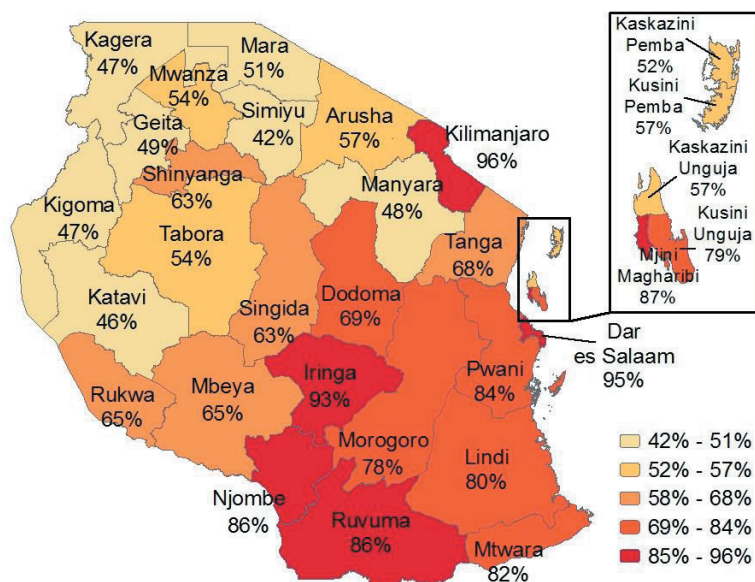 Kagera
47%
Mara
51%
Mwanza
54%
Simiyu
42%
Arusha
57%
Kilimanjaro
96%
Geita
49%
Shinyanga
63%
Kigoma
47%
Manyara
48%
Tabora
54%
Tanga
68%
Katavi
46%
Singida
63%
Dodoma
69%
Rukwa
65%
Mbeya
65%
Iringa
93%
Pwani
84%
Dar
es Salaam
95%
Morogoro
78%
Lindi
80%
Njombe
86%
Ruvuma
86%
Mtwara
82%
Kaskazini
Pemba
52%
Kusini
Pemba
57%
Kaskazini
Unguja
57%
Kusini
Unguja
79%
Mjini
Magharibi
87%
42% - 51%
52% - 57%
58% - 68%
69% - 84%
85% - 96%